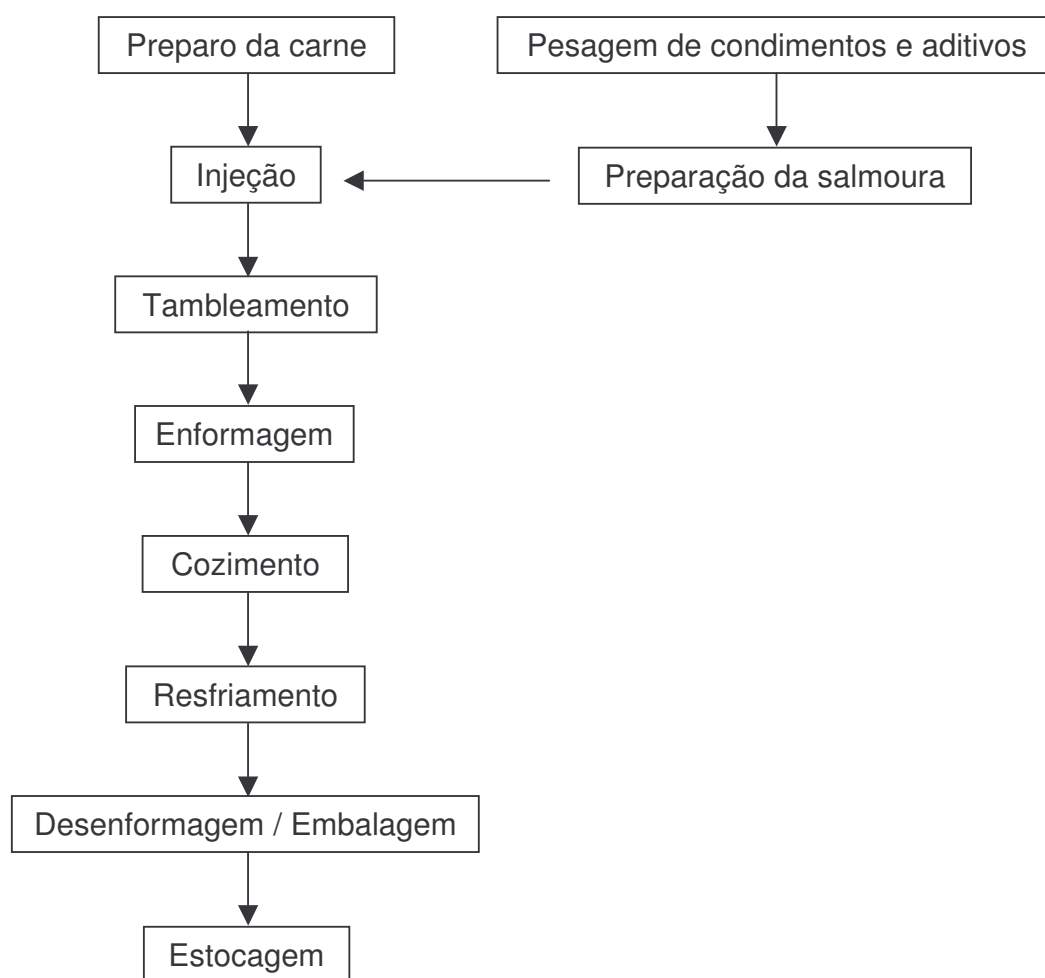 Preparo da carne
Pesagem de condimentos e aditivos
Injeção
Preparação da salmoura
Tambleamento
Enformagem
Cozimento
Resfriamento
Desenformagem / Embalagem
Estocagem